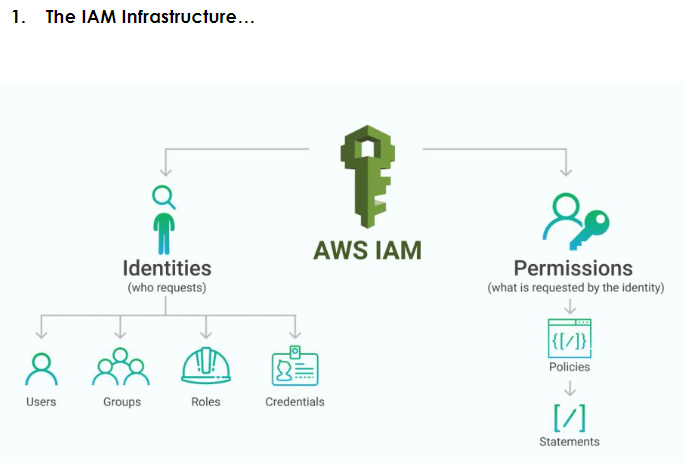 1. The IAM Infrastructure…
AWS IAM
Identities
(who requests)
Permissions
(what is requested by the identity)
{[/]}
Policies
Users
Groups
Roles
Credentials
[/]
Statements